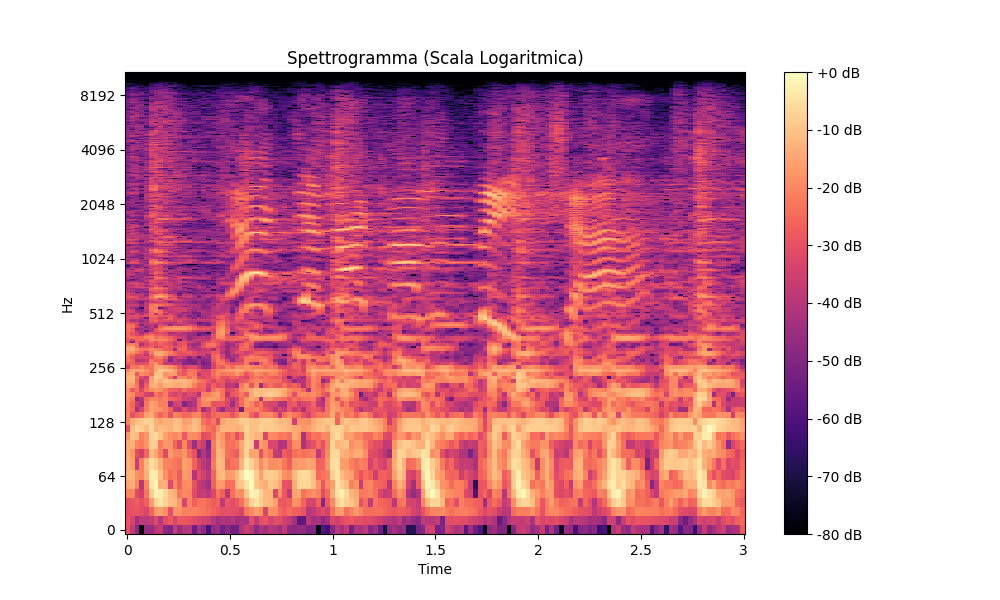 Spettrogramma (Scala Logaritmica)
8192
4096
2048
1024
512
256
128
64
0
Hz
0
0.5
1
1.5
2
2.5
3
Time
+0 dB
-10 dB
-20 dB
-30 dB
-40 dB
-50 dB
-60 dB
-70 dB
-80 dB